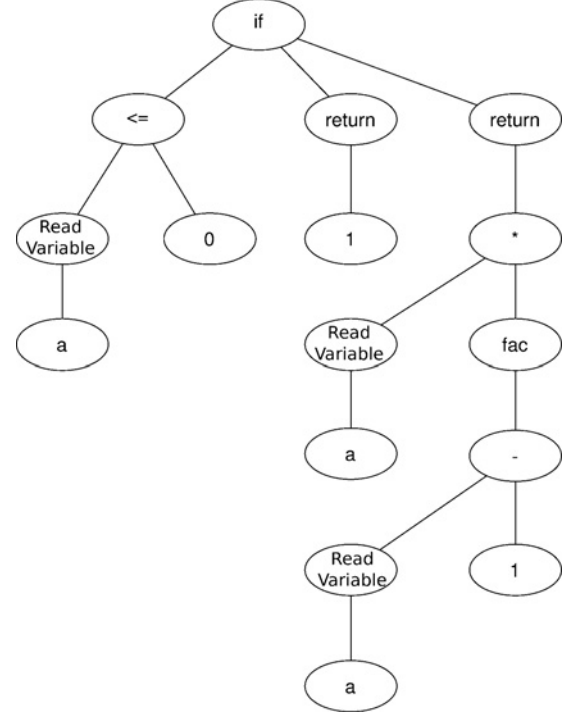 if
<=
return
return
Read
Variable
0
1
*
a
Read
Variable
fac
a
-
Read
Variable
1
a